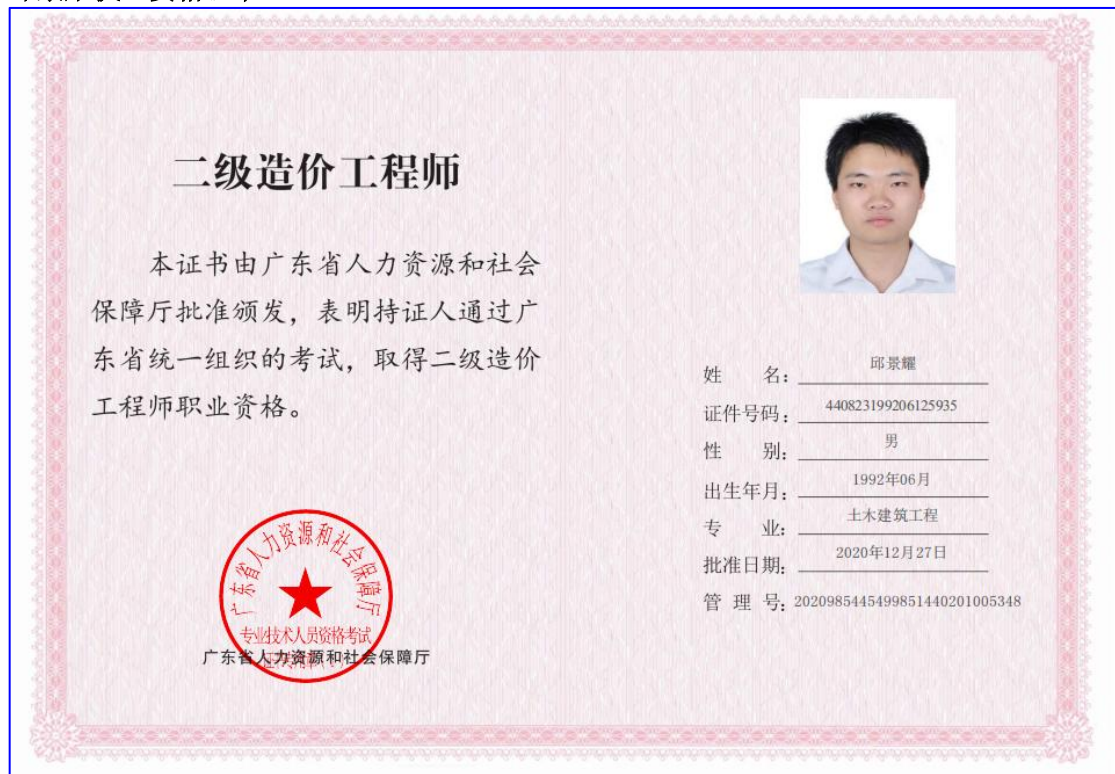 二级造价工程师
本证书由广东省人力资源和社会
保障厅批准颁发，表明持证人通过广
东省统一组织的考试，取得二级造价
工程师职业资格。
广东省人力资源和社会保障厅
专业技术人员资格考试
广东省人力资源和社会保障厅
姓 名：邱景耀
证件号码：440823199206125935
性 别：男
出生年月：1992年06月
专 业：土木建筑工程
批准日期：2020年12月27日
管 理 号：20209854454999851440201005348